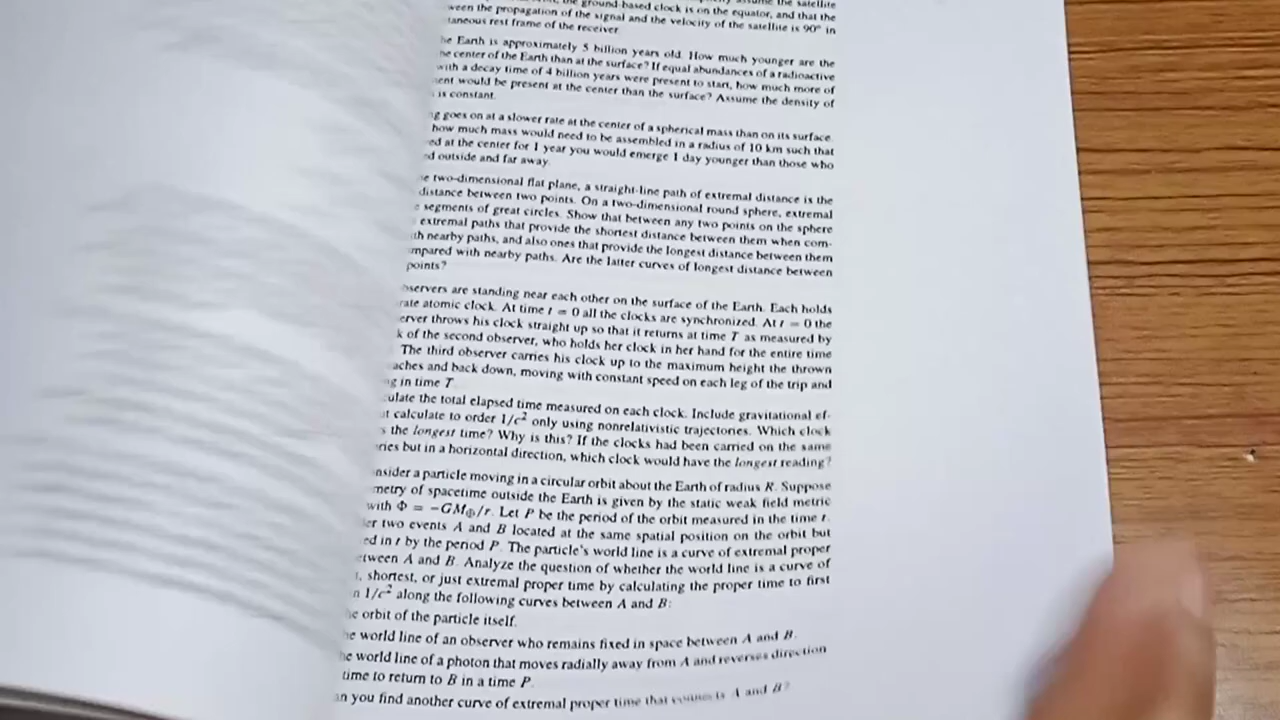 the ground-based clock is on the equator, and that the
ween the propagation of the signal and the velocity of the satellite is 90° in
taneous rest frame of the receiver.
he Earth is approximately 5 billion years old. How much younger are the
he center of the Earth than at the surface? If equal abundances of a radioactive
with a decay time of 4 billion years were present to start, how much more of
ent would be present at the center than the surface? Assume the density of
is constant.
g goes on at a slower rate at the center of a spherical mass than on its surface.
how much mass would need to be assembled in a radius of 10 km such that
ed at the center for 1 year you would emerge 1 day younger than those who
d outside and far away.
e two-dimensional flat plane, a straight-line path of extremal distance is the
distance between two points. On a two-dimensional round sphere, extremal
e segments of great circles. Show that between any two points on the sphere
extremal paths that provide the shortest distance between them when com-
th nearby paths, and also ones that provide the longest distance between them
mpared with nearby paths. Are the latter curves of longest distance between
points?
bservers are standing near each other on the surface of the Earth. Each holds
rate atomic clock. At time t = 0 all the clocks are synchronized. At t = 0 the
erver throws his clock straight up so that it returns at time T as measured by
k of the second observer, who holds her clock in her hand for the entire time
The third observer carries his clock up to the maximum height the thrown
aches and back down, moving with constant speed on each leg of the trip and
g in time T.
culate the total elapsed time measured on each clock. Include gravitational ef-
ut calculate to order 1/c² only using nonrelativistic trajectories. Which clock
s the longest time? Why is this? If the clocks had been carried on the same
ries but in a horizontal direction, which clock would have the longest reading?
nsider a particle moving in a circular orbit about the Earth of radius R. Suppose
metry of spacetime outside the Earth is given by the static weak field metric
with Φ = −GM⊕/r. Let P be the period of the orbit measured in the time t.
er two events A and B located at the same spatial position on the orbit but
ed in t by the period P. The particle's world line is a curve of extremal proper
etween A and B. Analyze the question of whether the world line is a curve of
t, shortest, or just extremal proper time by calculating the proper time to first
n 1/c² along the following curves between A and B:
he orbit of the particle itself.
he world line of an observer who remains fixed in space between A and B.
he world line of a photon that moves radially away from A and reverses direction
time to return to B in a time P.
an you find another curve of extremal proper time that connects A and B?